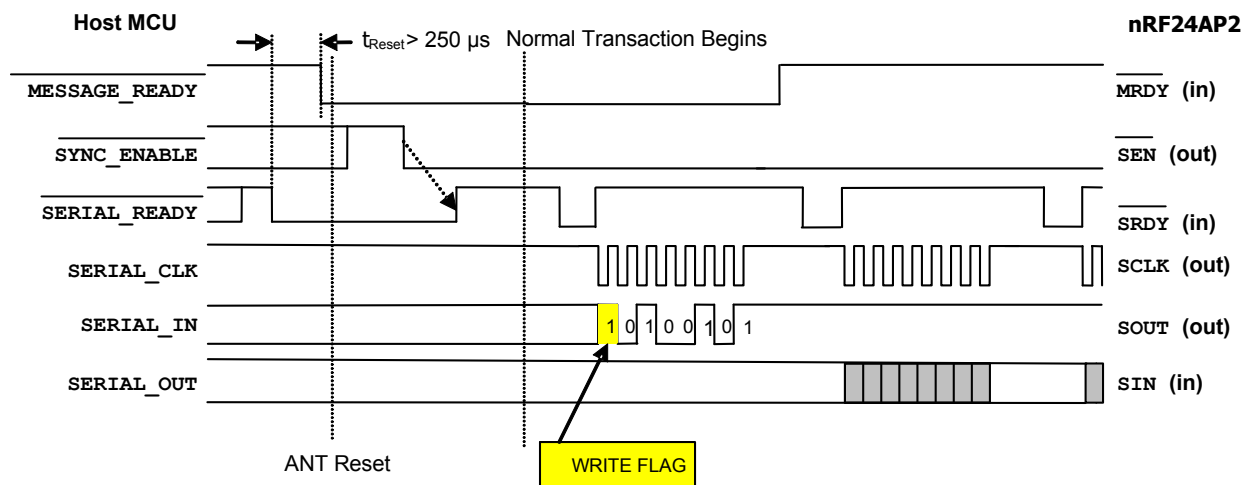 Host MCU
nRF24AP2
tReset> 250 µs Normal Transaction Begins
MESSAGE_READY
MRDY (in)
SYNC_ENABLE
SEN (out)
SERIAL_READY
SRDY (in)
SERIAL_CLK
SCLK (out)
SERIAL_IN
1 0 1 0 0 1 0 1
SOUT (out)
SERIAL_OUT
SIN (in)
ANT Reset
WRITE FLAG